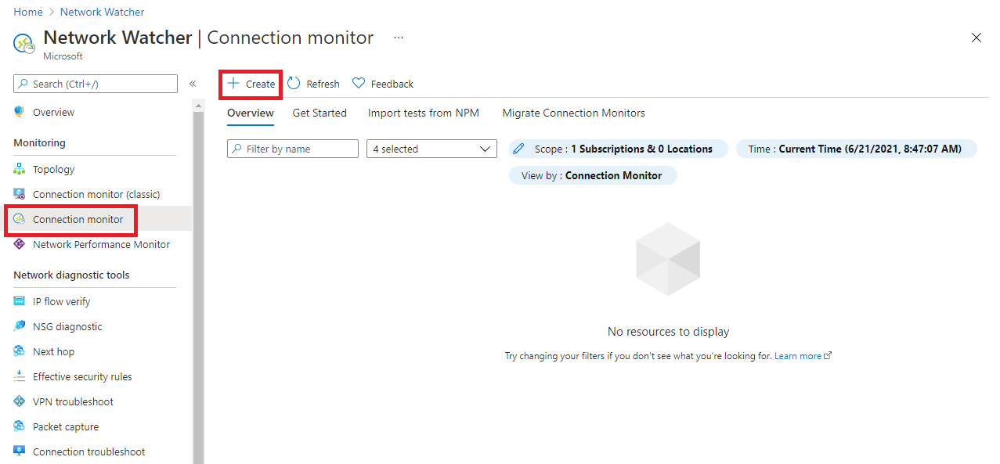 Home > Network Watcher
Network Watcher | Connection monitor ...
Microsoft
Search (Ctrl+/)
«
Overview
Monitoring
Topology
Connection monitor (classic)
Connection monitor
Network Performance Monitor
Network diagnostic tools
IP flow verify
NSG diagnostic
Next hop
Effective security rules
VPN troubleshoot
Packet capture
Connection troubleshoot
+ Create Refresh Feedback
Overview Get Started Import tests from NPM Migrate Connection Monitors
Filter by name 4 selected Scope : 1 Subscriptions & 0 Locations Time : Current Time (6/21/2021, 8:47:07 AM)
View by : Connection Monitor
No resources to display
Try changing your filters if you don't see what you're looking for. Learn more